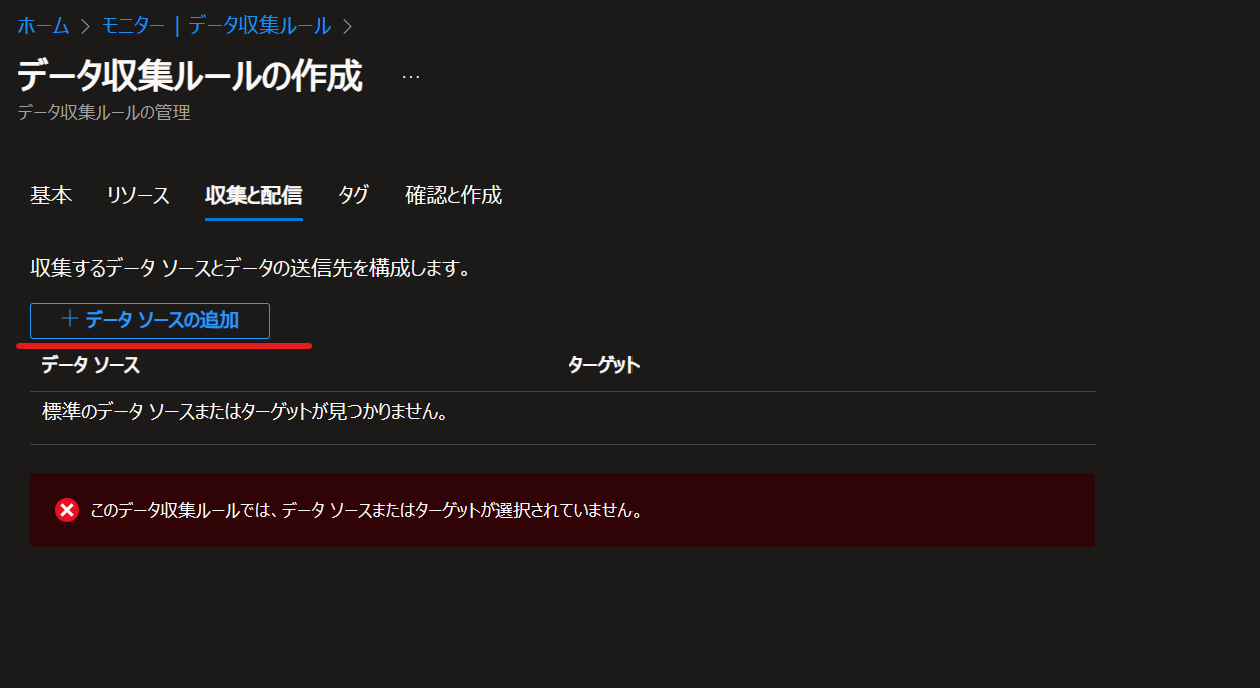 ホーム > モニター | データ収集ルール >
データ収集ルールの作成 ...
データ収集ルールの管理
基本 リソース 収集と配信 タグ 確認と作成
収集するデータ ソースとデータの送信先を構成します。
+ データ ソースの追加
データ ソース ターゲット
標準のデータ ソースまたはターゲットが見つかりません。
このデータ収集ルールでは、データ ソースまたはターゲットが選択されていません。